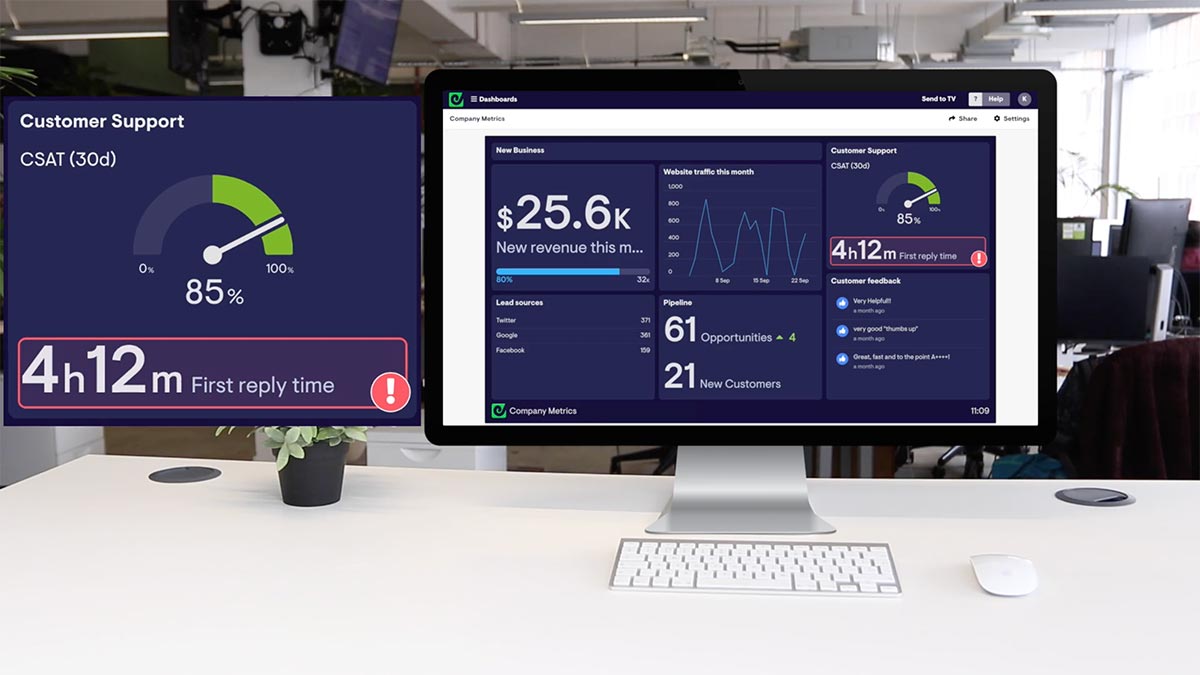 Customer Support
CSAT (30d)
0%
100%
85%
4h12m First reply time
!
Dashboards
Send to TV
?
Help
K
Company Metrics
Share
Settings
New Business
$25.6K
New revenue this m...
80%
32K
Website traffic this month
1,000
800
600
400
200
0
8 Sep
15 Sep
22 Sep
Customer Support
CSAT (30d)
0%
100%
85%
4h12m First reply time
!
Lead sources
Twitter 371
Google 361
Facebook 159
Pipeline
61 Opportunities 4
21 New Customers
Customer feedback
Very Helpful!!
a month ago
very good "thumbs up"
a month ago
Great, fast and to the point A++++!
a month ago
Company Metrics
11:09